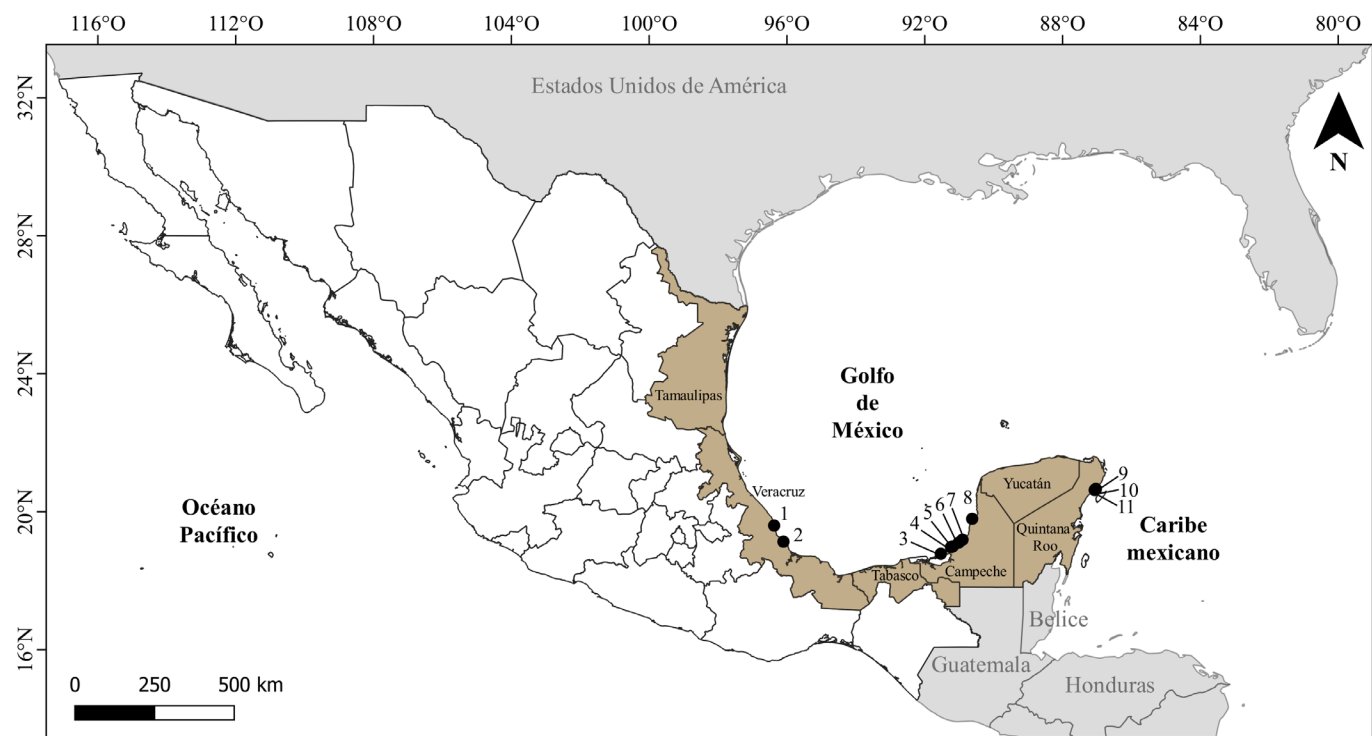 116°O
112°O
108°O
104°O
100°O
96°O
92°O
88°O
84°O
80°O
32°N
28°N
24°N
20°N
16°N
Estados Unidos de América
N
Golfo
de
México
Tamaulipas
Veracruz
1
2
3
4
5
6
7
8
9
10
11
Yucatán
Quintana
Roo
Campeche
Tabasco
Océano
Pacífico
Caribe
mexicano
Belice
Guatemala
Honduras
0
250
500 km